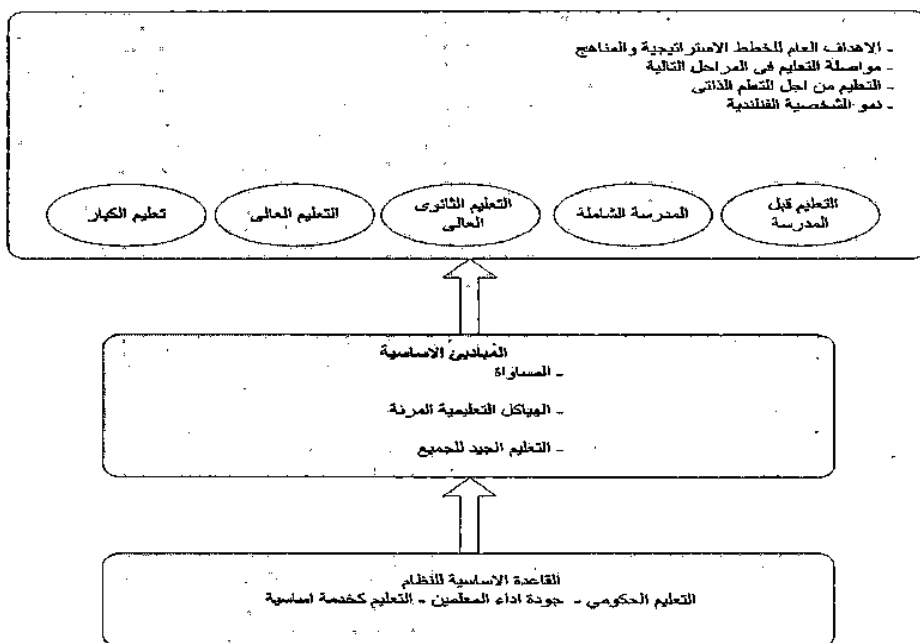 - الاهداف العام للخطط الاستراتيجية والمناهج
- مواصلة التعليم فى المراحل التالية
- التعليم من اجل التعلم الذاتى
- نمو الشخصية الفنلندية
التعليم قبل
المدرسة
المدرسة الشاملة
التعليم الثانوى
العالى
التعليم العالى
تعليم الكبار
المبادئ الاساسية
- المساواة
- الهياكل التعليمية المرنة
- التعليم الجيد للجميع
القاعدة الاساسية للنظام
التعليم الحكومي - جودة اداء المعلمين - التعليم كخدمة اساسية